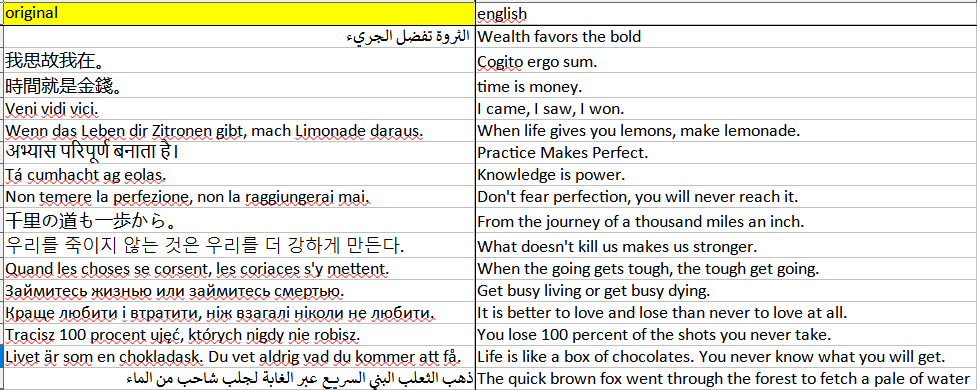 original english
الثروة تفضل الجريء Wealth favors the bold
我思故我在。 Cogito ergo sum.
時間就是金錢。 time is money.
Veni vidi vici. I came, I saw, I won.
Wenn das Leben dir Zitronen gibt, mach Limonade daraus. When life gives you lemons, make lemonade.
अभ्यास परिपूर्ण बनाता है। Practice Makes Perfect.
Tá cumhacht ag eolas. Knowledge is power.
Non temere la perfezione, non la raggiungerai mai. Don't fear perfection, you will never reach it.
千里の道も一歩から。 From the journey of a thousand miles an inch.
우리를 죽이지 않는 것은 우리를 더 강하게 만든다. What doesn't kill us makes us stronger.
Quand les choses se corsent, les coriaces s'y mettent. When the going gets tough, the tough get going.
Займитесь жизнью или займитесь смертью. Get busy living or get busy dying.
Краще любити і втратити, ніж взагалі ніколи не любити. It is better to love and lose than never to love at all.
Tracisz 100 procent ujęć, których nigdy nie robisz. You lose 100 percent of the shots you never take.
Livet är som en chokladask. Du vet aldrig vad du kommer att få. Life is like a box of chocolates. You never know what you will get.
ذهب الثعلب البني السريع عبر الغابة لجلب شاحب من الماء The quick brown fox went through the forest to fetch a pale of water